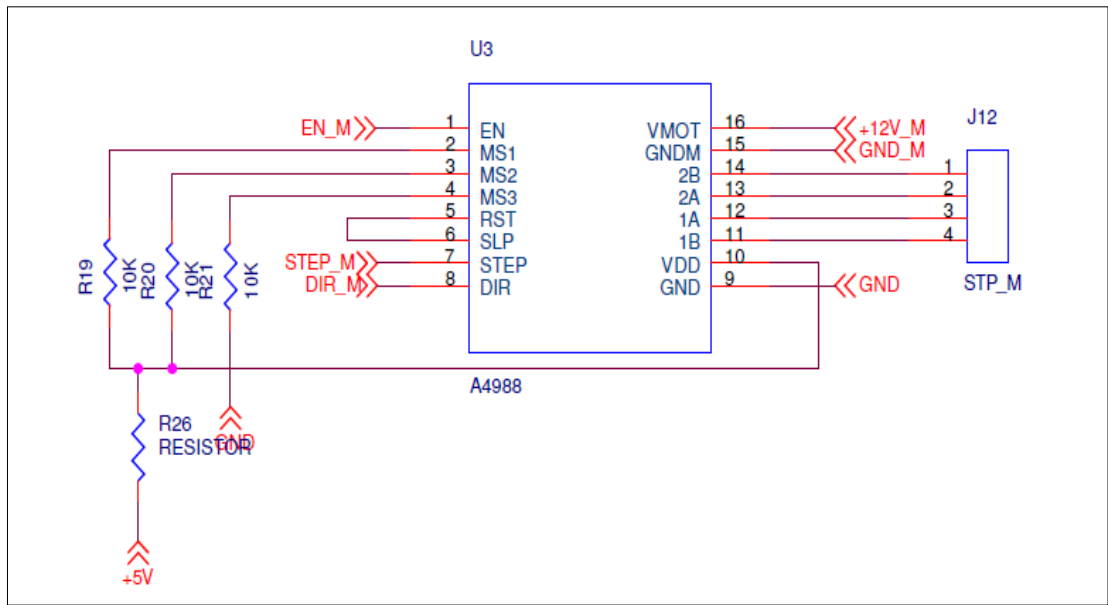 U3
J12
EN_M
1 EN
2 MS1
3 MS2
4 MS3
5 RST
6 SLP
STEP_M 7 STEP
DIR_M 8 DIR
VMOT 16 +12V_M
GNDM 15 GND_M
2B 14 1
2A 13 2
1A 12 3
1B 11 4
VDD 10
GND 9 GND
STP_M
R19
10K
R20
10K
R21
10K
A4988
R26
RESISTOR
GND
+5V